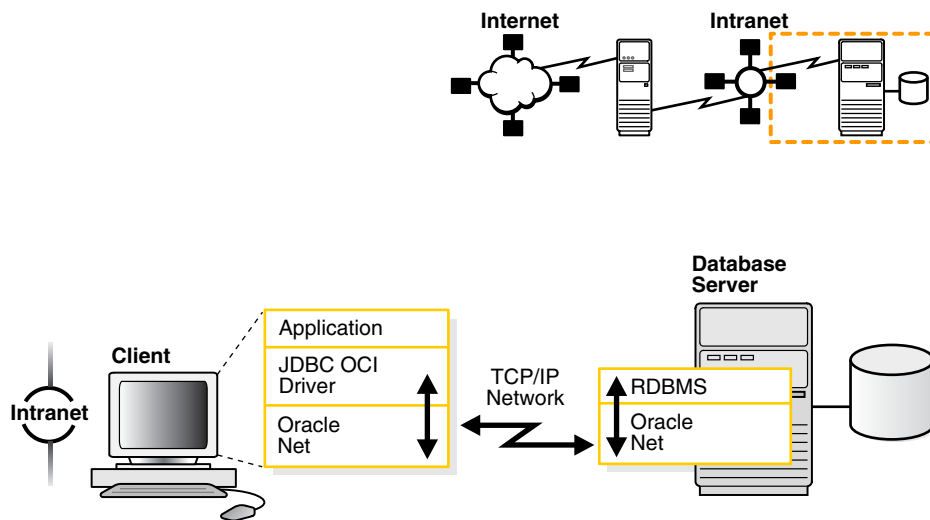 Internet
Intranet
Database
Server
Client
Intranet
Application
JDBC OCI
Driver
Oracle
Net
TCP/IP
Network
RDBMS
Oracle
Net